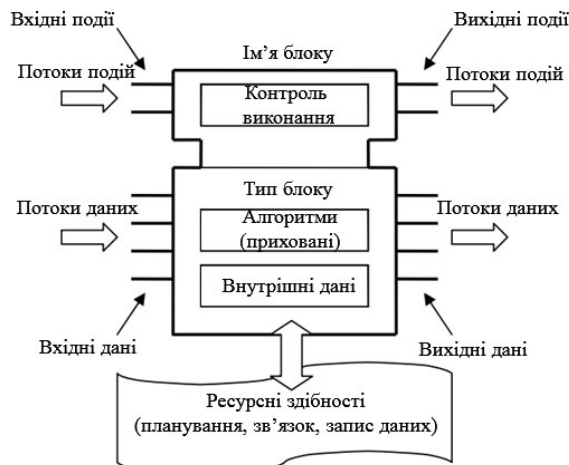 Вхідні події
Вихідні події
Ім’я блоку
Потоки подій
Потоки подій
Контроль
виконання
Тип блоку
Потоки даних
Потоки даних
Алгоритми
(приховані)
Внутрішні дані
Вхідні дані
Вихідні дані
Ресурсні здібності
(планування, зв’язок, запис даних)